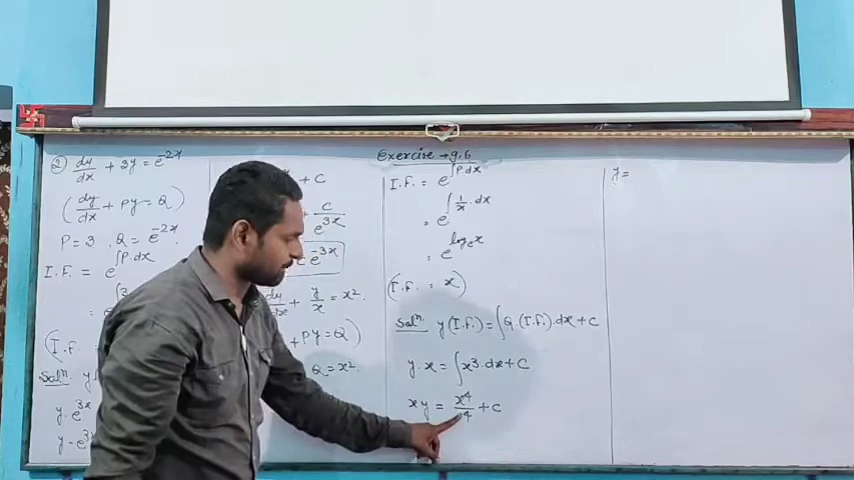 Exercise - 9.6
② dy/dx + 3y = e^-2x
(dy/dx + Py = Q)
P = 3 . Q = e^-2x
I.F. = e^∫P.dx
= e
(I.F.
Solⁿ. y(
y.e^3x
y.e^3x
+ c
+ c/e^3x
c e^-3x
dy/dx + y/x = x²
+ Py = Q)
Q = x².
I.F. = e^∫P.dx
= e^∫1/x.dx
= e^log_e x
(I.F. = x)
Solⁿ. y(I.F.) = ∫Q.(I.F.).dx + c
y.x = ∫x³.dx + c
xy = x⁴/4 + c
y =